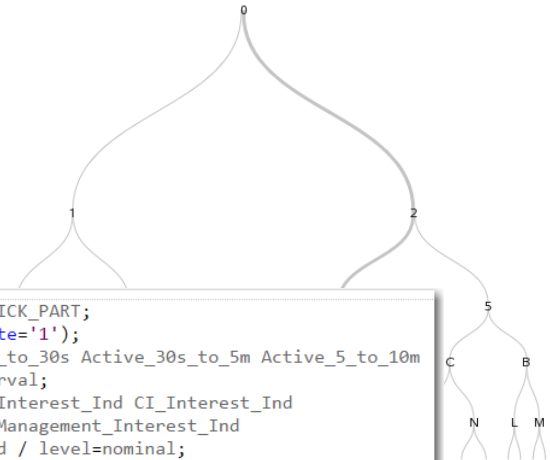 0
1
2
5
ICK_PART;
te='1');
_to_30s Active_30s_to_5m Active_5_to_10m
rval;
Interest_Ind CI_Interest_Ind
Management_Interest_Ind
d / level=nominal;
C
B
N
L
M